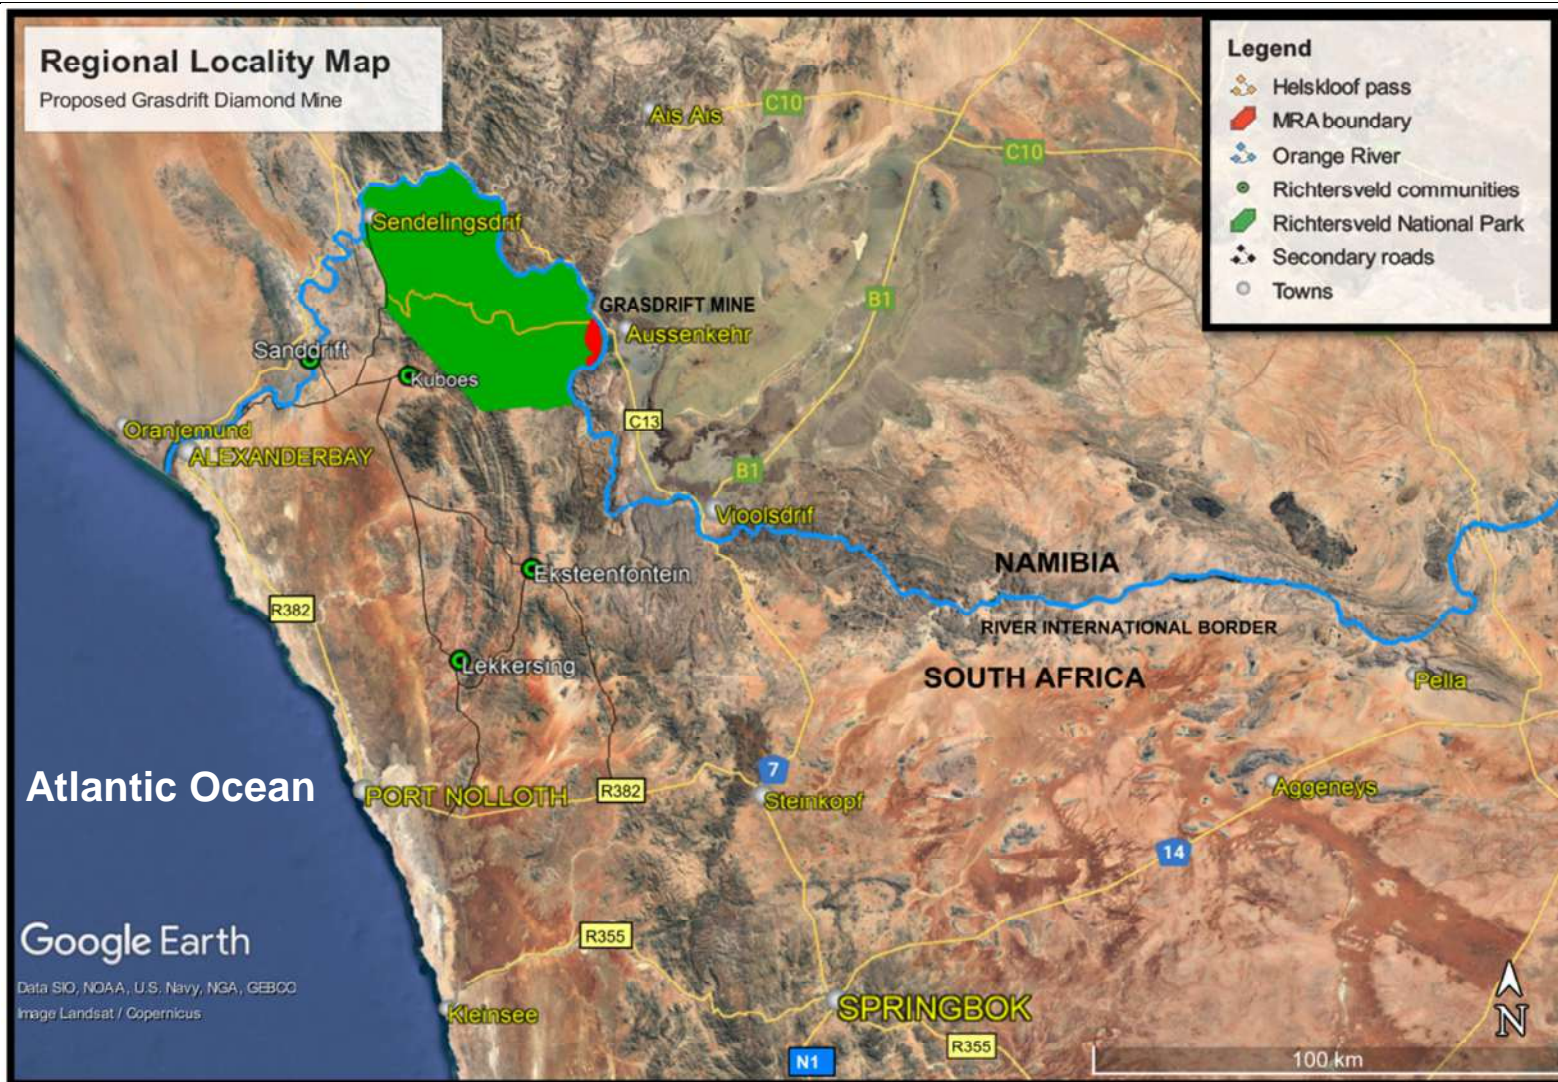 Regional Locality Map
Proposed Grasdrift Diamond Mine
Legend
Helskloof pass
MRA boundary
Orange River
Richtersveld communities
Richtersveld National Park
Secondary roads
Towns
Ais Ais
C10
C10
Sendelingsdrif
B1
GRASDRIFT MINE
Aussenkehr
Sanddrift
Kuboes
C13
Oranjemund
ALEXANDERBAY
B1
Vioolsdrif
NAMIBIA
Eksteenfontein
R382
RIVER INTERNATIONAL BORDER
Lekkersing
SOUTH AFRICA
Pella
Atlantic Ocean
7
PORT NOLLOTH
R382
Steinkopf
Aggeneys
14
Google Earth
R355
Data SIO, NOAA, U.S. Navy, NGA, GEBCO
Image Landsat / Copernicus
Kleinsee
SPRINGBOK
N
R355
N1
100 km